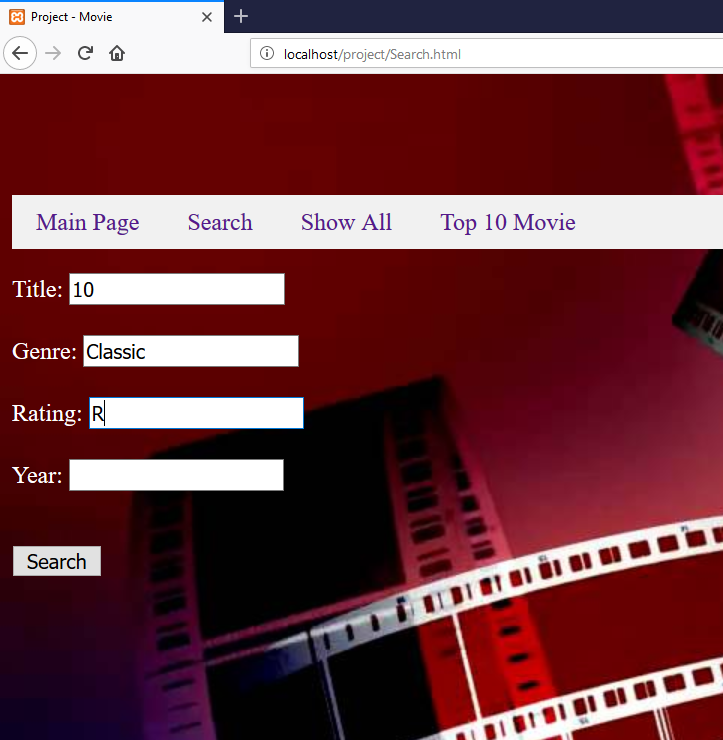 Project - Movie
localhost/project/Search.html
Main Page Search Show All Top 10 Movie
Title: 10
Genre: Classic
Rating: R
Year:
Search